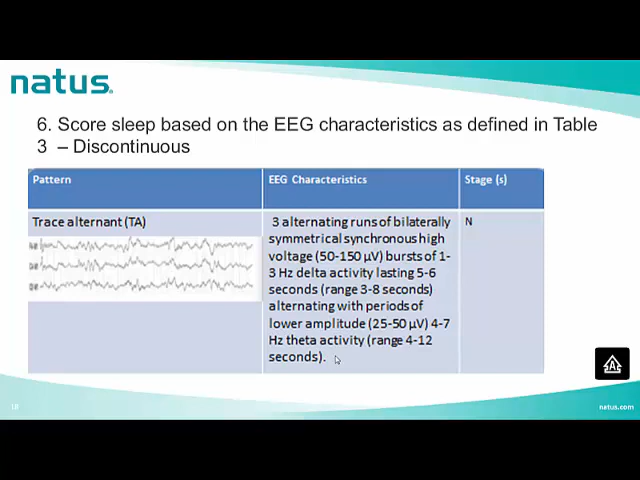 natus
6. Score sleep based on the EEG characteristics as defined in Table
3 – Discontinuous
Pattern
EEG Characteristics
Stage (s)
Trace alternant (TA)
3 alternating runs of bilaterally
symmetrical synchronous high
voltage (50-150 µV) bursts of 1-
3 Hz delta activity lasting 5-6
seconds (range 3-8 seconds)
alternating with periods of
lower amplitude (25-50 µV) 4-7
Hz theta activity (range 4-12
seconds).
N
18
natus.com